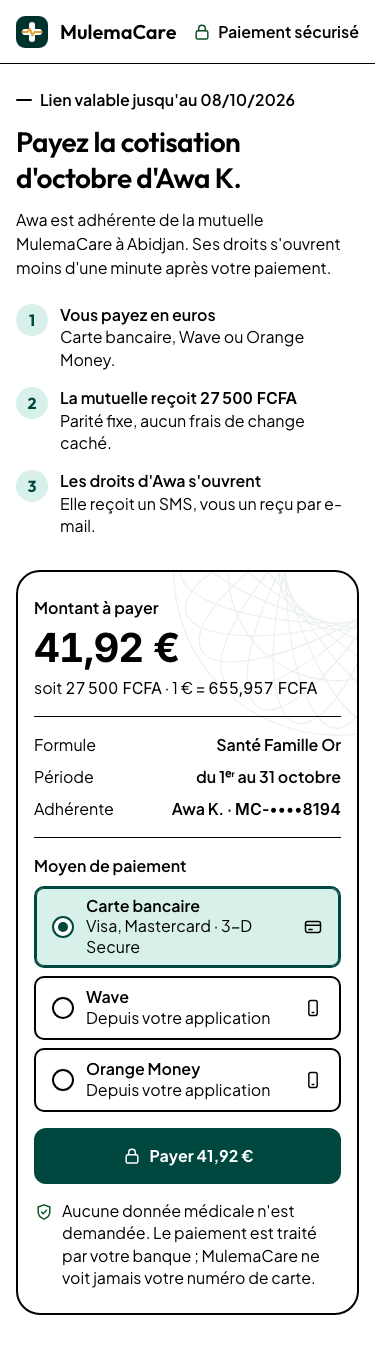 MulemaCare
Paiement sécurisé
— Lien valable jusqu'au 08/10/2026
Payez la cotisation
d'octobre d'Awa K.
Awa est adhérente de la mutuelle
MulemaCare à Abidjan. Ses droits s'ouvrent
moins d'une minute après votre paiement.
1
Vous payez en euros
Carte bancaire, Wave ou Orange
Money.
2
La mutuelle reçoit 27 500 FCFA
Parité fixe, aucun frais de change
caché.
3
Les droits d'Awa s'ouvrent
Elle reçoit un SMS, vous un reçu par e-
mail.
Montant à payer
41,92 €
soit 27 500 FCFA · 1 € = 655,957 FCFA
Formule Santé Famille Or
Période du 1er au 31 octobre
Adhérente Awa K. · MC-••••8194
Moyen de paiement
Carte bancaire
Visa, Mastercard · 3-D
Secure
Wave
Depuis votre application
Orange Money
Depuis votre application
Payer 41,92 €
Aucune donnée médicale n'est
demandée. Le paiement est traité
par votre banque ; MulemaCare ne
voit jamais votre numéro de carte.